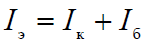 Iэ = Iк + Iб